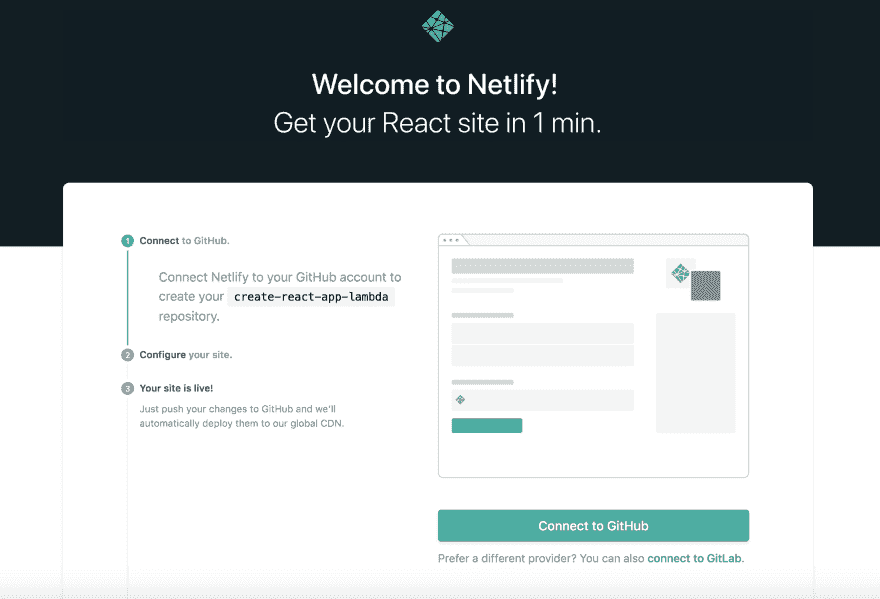 Welcome to Netlify!
Get your React site in 1 min.
1 Connect to GitHub.
Connect Netlify to your GitHub account to
create your create-react-app-lambda
repository.
2 Configure your site.
3 Your site is live!
Just push your changes to GitHub and we'll
automatically deploy them to our global CDN.
Connect to GitHub
Prefer a different provider? You can also connect to GitLab.